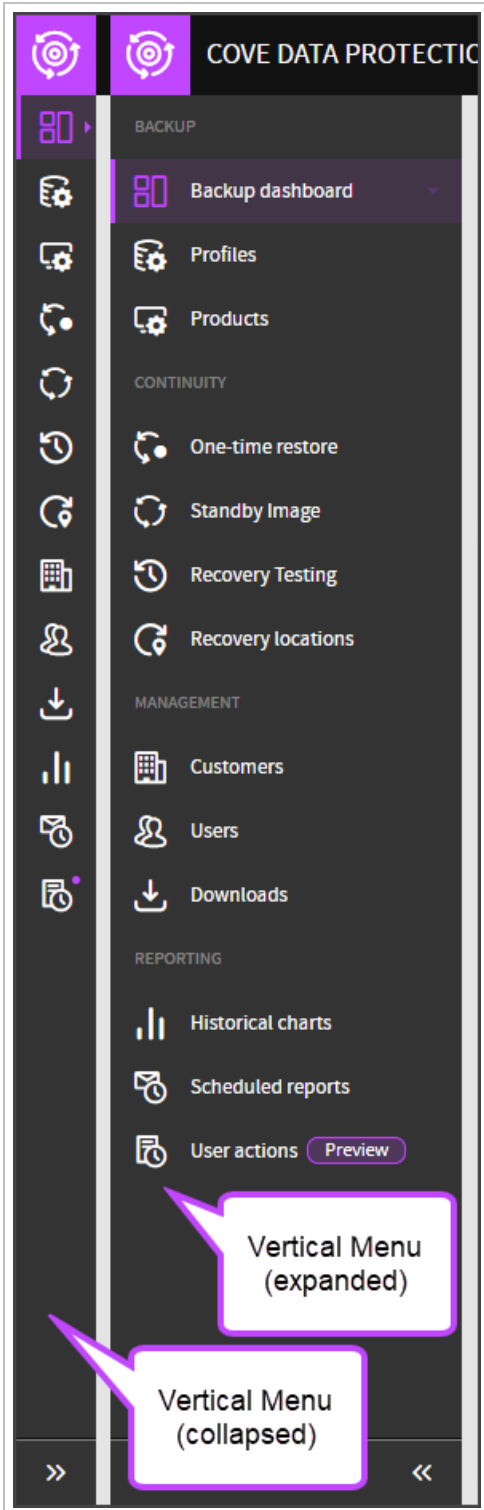 COVE DATA PROTECTIO
BACKUP
Backup dashboard
Profiles
Products
CONTINUITY
One-time restore
Standby Image
Recovery Testing
Recovery locations
MANAGEMENT
Customers
Users
Downloads
REPORTING
Historical charts
Scheduled reports
User actions Preview
Vertical Menu
(expanded)
Vertical Menu
(collapsed)
»
«